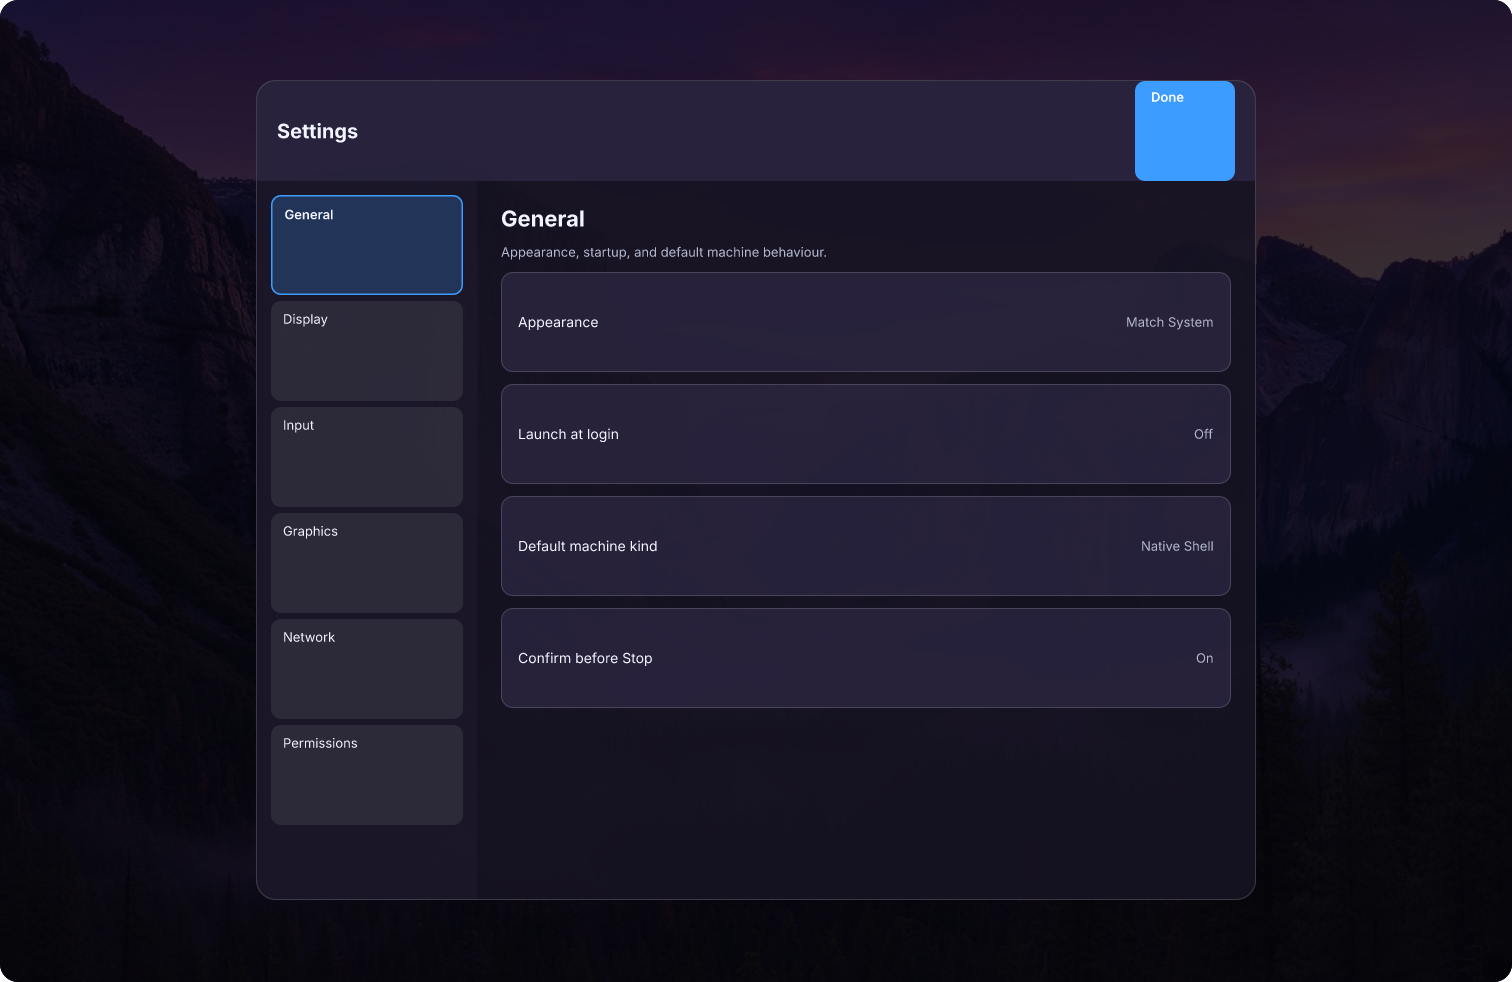 Settings
Done
General
Display
Input
Graphics
Network
Permissions
General
Appearance, startup, and default machine behaviour.
Appearance Match System
Launch at login Off
Default machine kind Native Shell
Confirm before Stop On